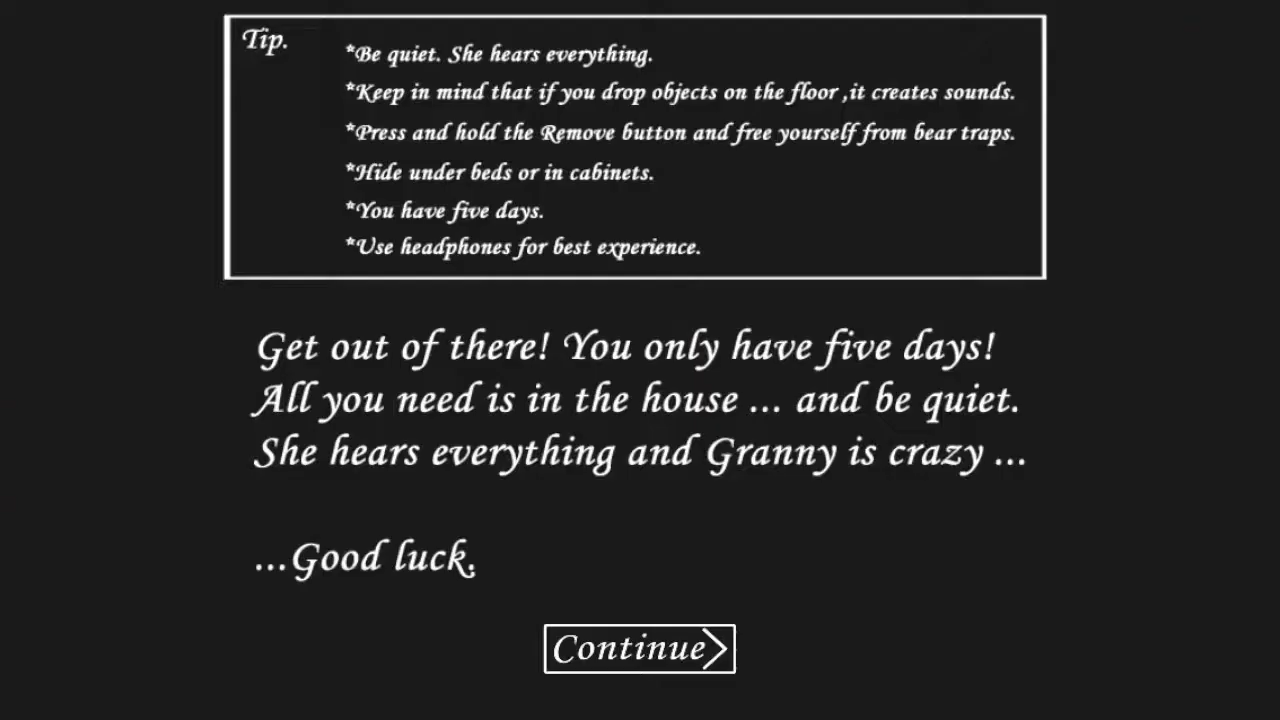 Tip.
*Be quiet. She hears everything.
*Keep in mind that if you drop objects on the floor ,it creates sounds.
*Press and hold the Remove button and free yourself from bear traps.
*Hide under beds or in cabinets.
*You have five days.
*Use headphones for best experience.
Get out of there! You only have five days!
All you need is in the house ... and be quiet.
She hears everything and Granny is crazy ...
...Good luck.
Continue>